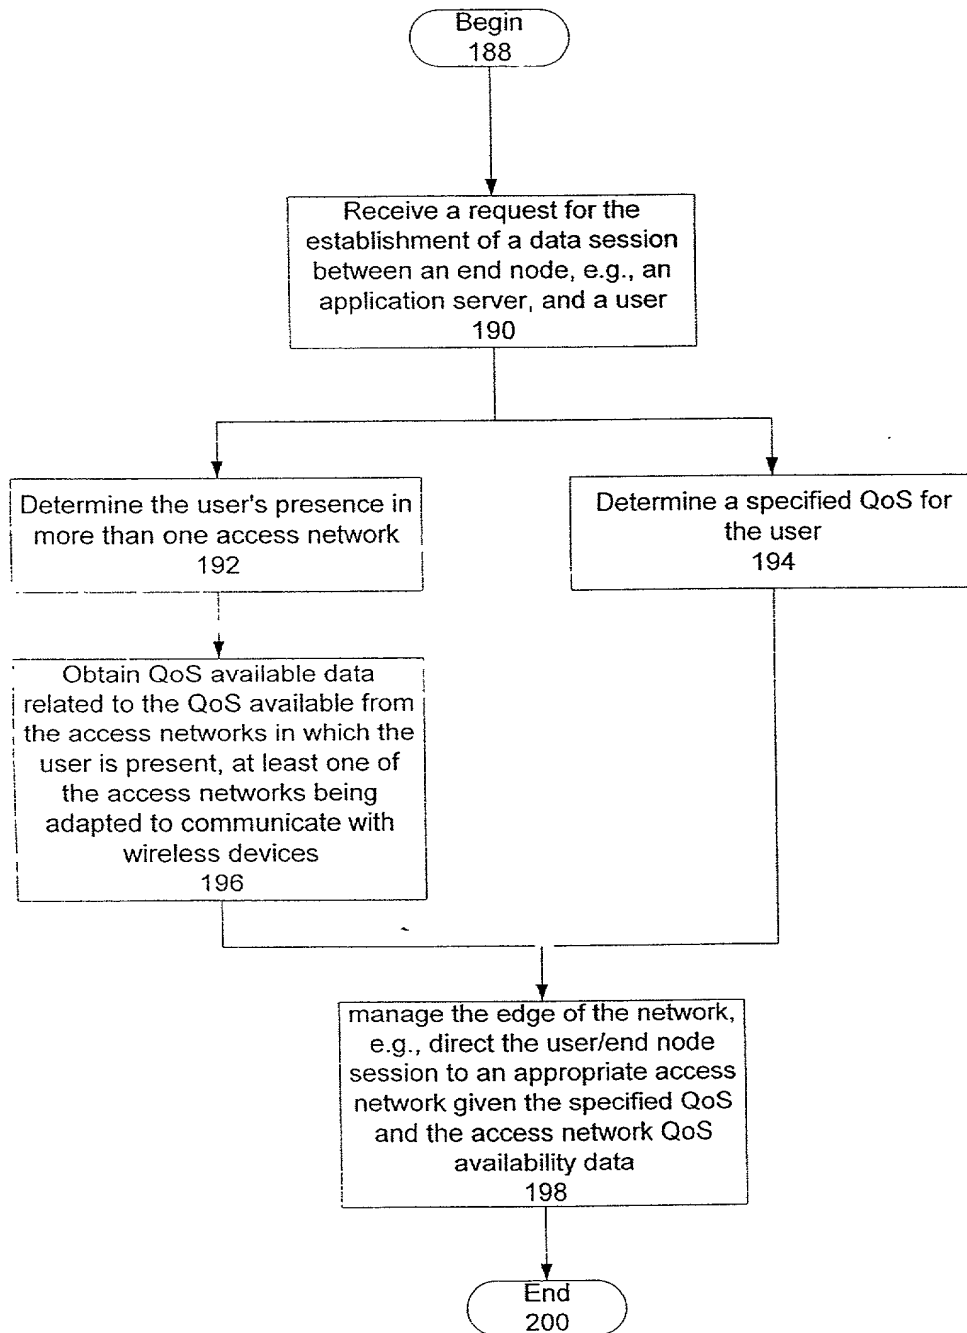 Begin
188
Receive a request for the
establishment of a data session
between an end node, e.g., an
application server, and a user
190
Determine the user's presence in
more than one access network
192
Determine a specified QoS for
the user
194
Obtain QoS available data
related to the QoS available from
the access networks in which the
user is present, at least one of
the access networks being
adapted to communicate with
wireless devices
196
manage the edge of the network,
e.g., direct the user/end node
session to an appropriate access
network given the specified QoS
and the access network QoS
availability data
198
End
200